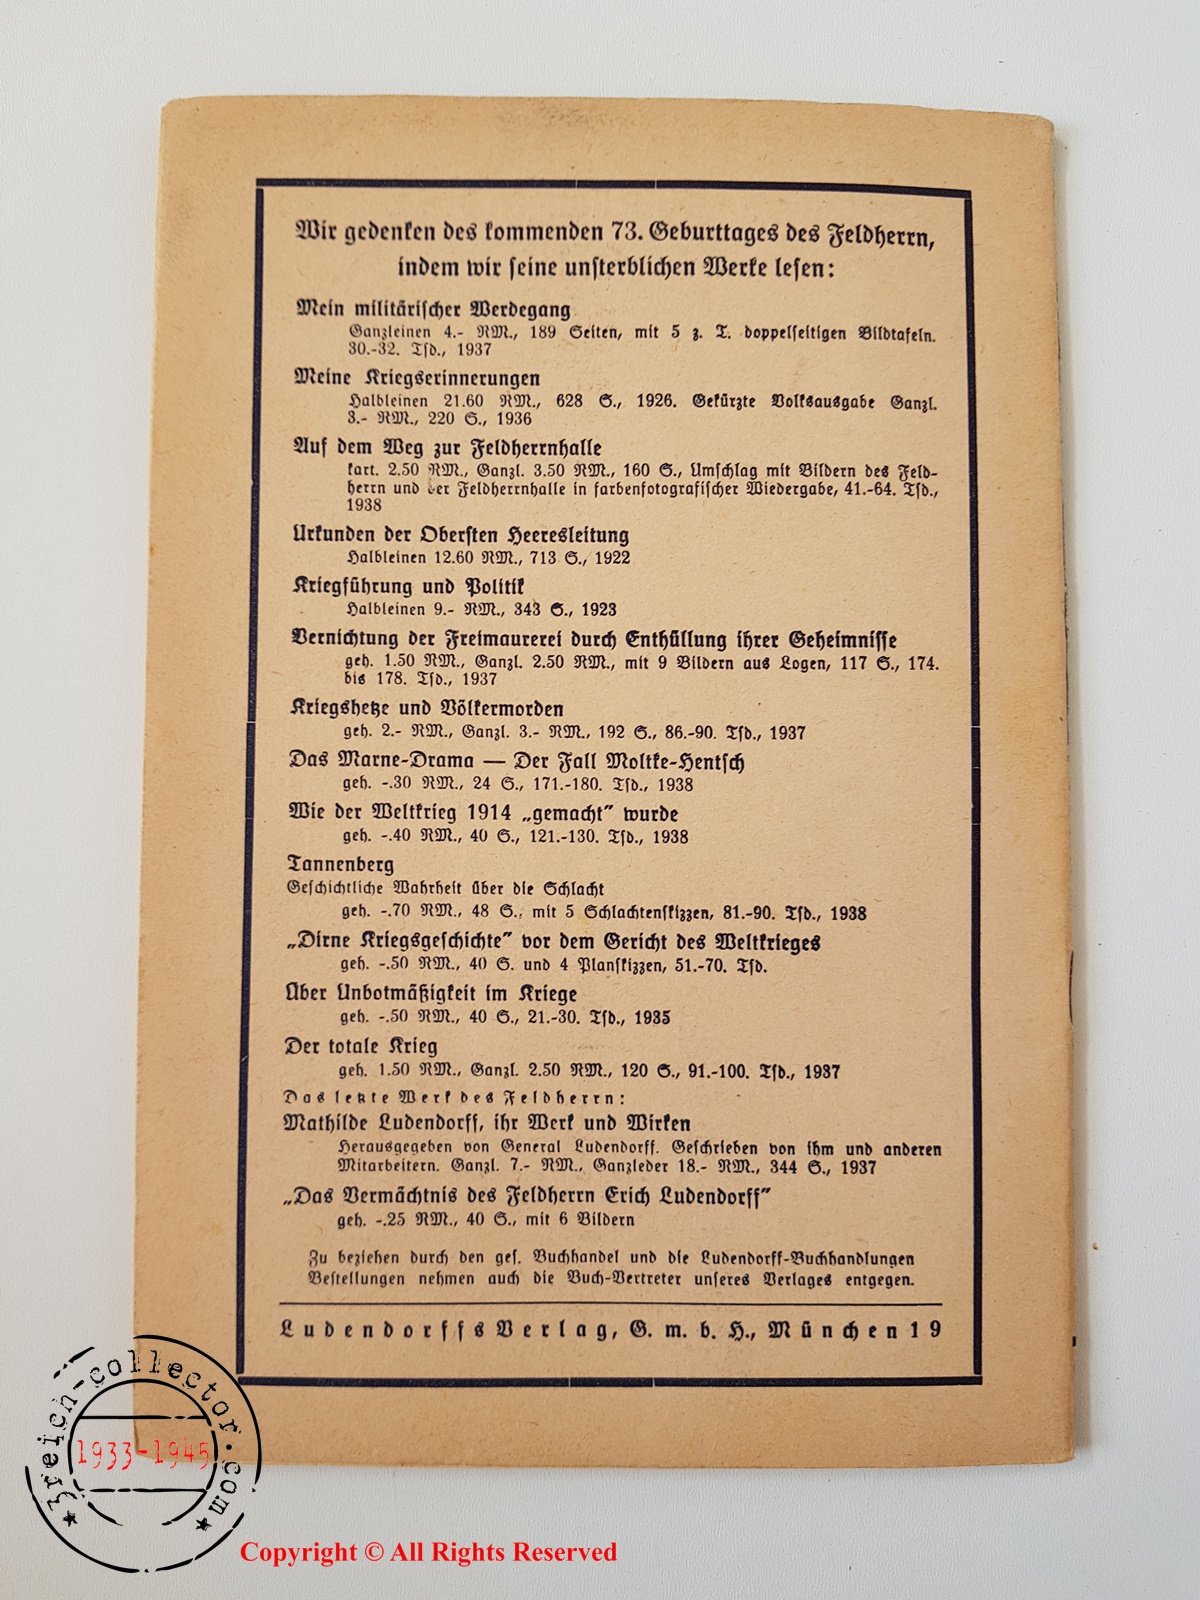 Wir gedenken des kommenden 73. Geburttages des Feldherrn,
indem wir seine unsterblichen Werke lesen:
Mein militärischer Werdegang
Ganzleinen 4.- RM., 189 Seiten, mit 5 z. T. doppelseitigen Bildtafeln.
30.-32. Tsd., 1937
Meine Kriegserinnerungen
Halbleinen 21.60 RM., 628 S., 1926. Gekürzte Volksausgabe Ganzl.
3.- RM., 220 S., 1936
Auf dem Weg zur Feldherrnhalle
kart. 2.50 RM., Ganzl. 3.50 RM., 160 S., Umschlag mit Bildern des Feld-
herrn und der Feldherrnhalle in farbenfotografischer Wiedergabe, 41.-64. Tsd.,
1938
Urkunden der Obersten Heeresleitung
Halbleinen 12.60 RM., 713 S., 1922
Kriegführung und Politik
Halbleinen 9.- RM., 343 S., 1923
Vernichtung der Freimaurerei durch Enthüllung ihrer Geheimnisse
geh. 1.50 RM., Ganzl. 2.50 RM., mit 9 Bildern aus Logen, 117 S., 174.
bis 178. Tsd., 1937
Kriegshetze und Völkermorden
geh. 2.- RM., Ganzl. 3.- RM., 192 S., 86.-90. Tsd., 1937
Das Marne-Drama — Der Fall Moltke-Hentsch
geh. -.30 RM., 24 S., 171.-180. Tsd., 1938
Wie der Weltkrieg 1914 „gemacht" wurde
geh. -.40 RM., 40 S., 121.-130. Tsd., 1938
Tannenberg
Geschichtliche Wahrheit über die Schlacht
geh. -.70 RM., 48 S., mit 5 Schlachtenskizzen, 81.-90. Tsd., 1938
„Dirne Kriegsgeschichte" vor dem Gericht des Weltkrieges
geh. -.50 RM., 40 S. und 4 Planskizzen, 51.-70. Tsd.
Über Unbotmäßigkeit im Kriege
geh. -.50 RM., 40 S., 21.-30. Tsd., 1935
Der totale Krieg
geh. 1.50 RM., Ganzl. 2.50 RM., 120 S., 91.-100. Tsd., 1937
Das letzte Werk des Feldherrn:
Mathilde Ludendorff, ihr Werk und Wirken
Herausgegeben von General Ludendorff. Geschrieben von ihm und anderen
Mitarbeitern. Ganzl. 7.- RM., Ganzleder 18.- RM., 344 S., 1937
„Das Vermächtnis des Feldherrn Erich Ludendorff"
geh. -.25 RM., 40 S., mit 6 Bildern
Zu beziehen durch den ges. Buchhandel und die Ludendorff-Buchhandlungen
Bestellungen nehmen auch die Buch-Vertreter unseres Verlages entgegen.
Ludendorffs Verlag, G. m. b. H., München 19
3reich-collector.com
1933-1945
Copyright © All Rights Reserved